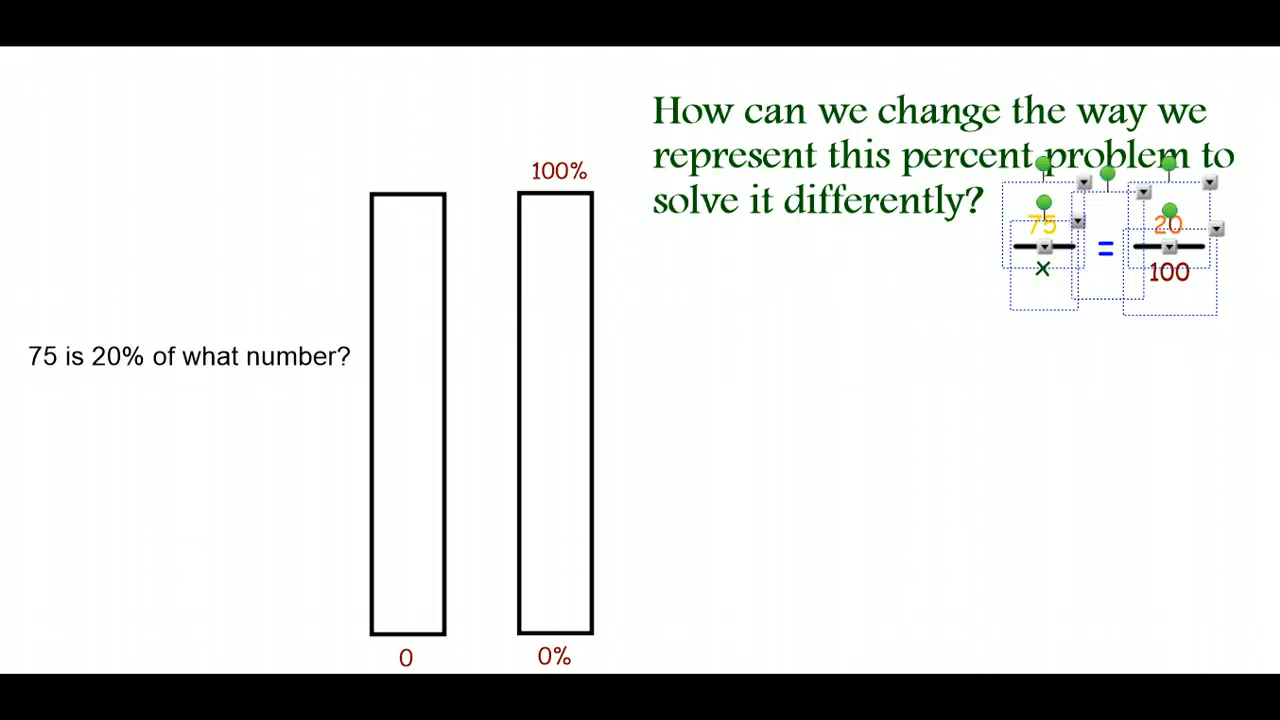 How can we change the way we
represent this percent problem to
solve it differently?
75 = 20
x 100
100%
75 is 20% of what number?
0 0%